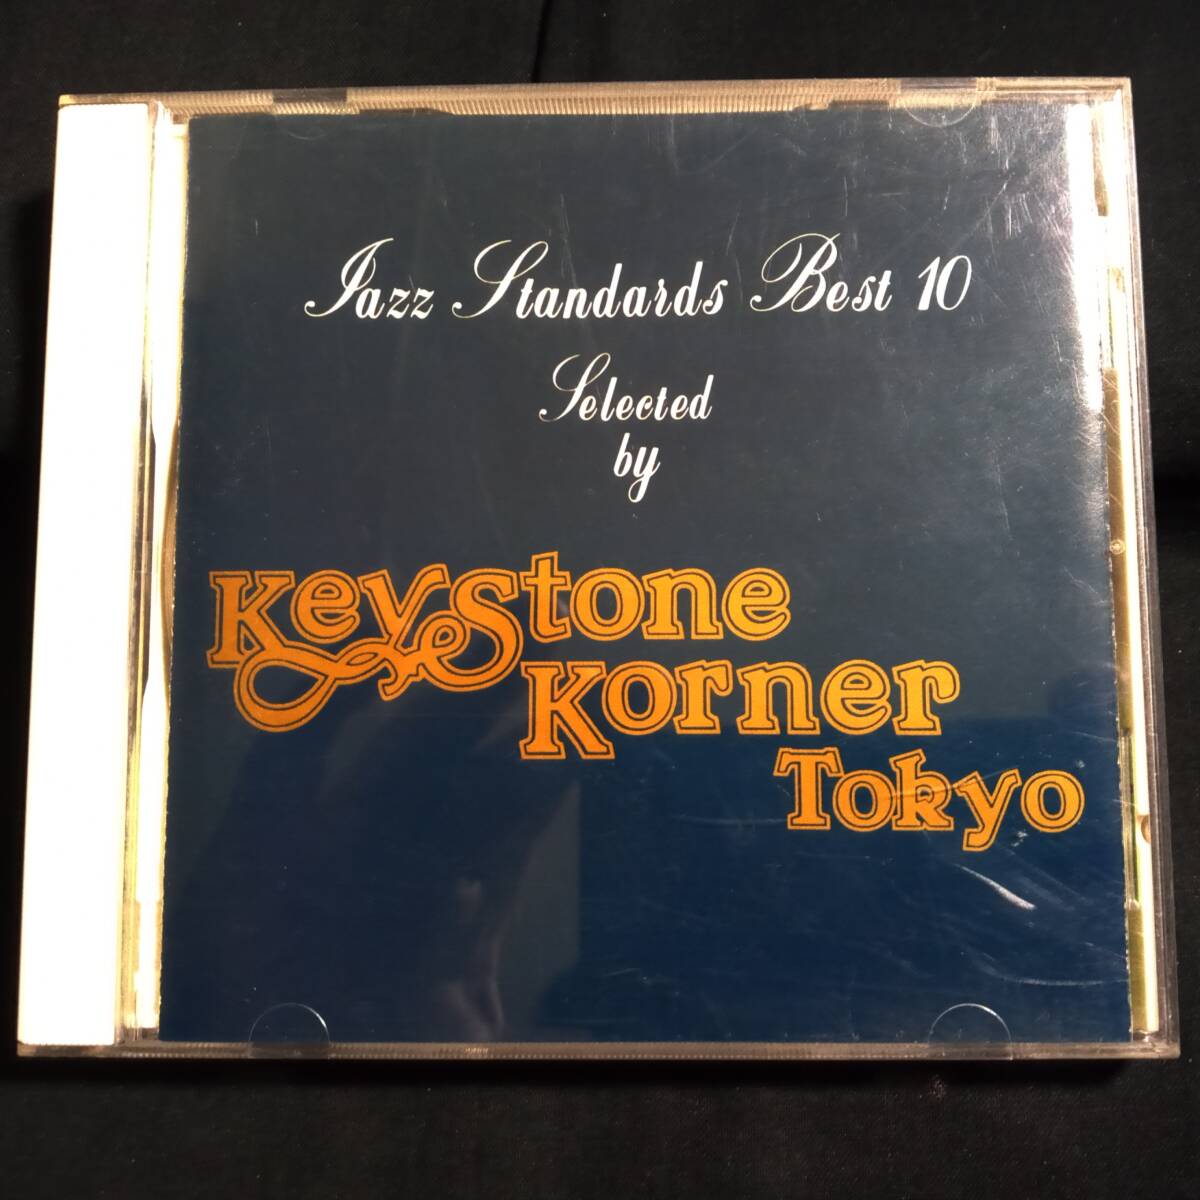 Jazz Standards Best 10
Selected
by
Keystone
Korner
Tokyo